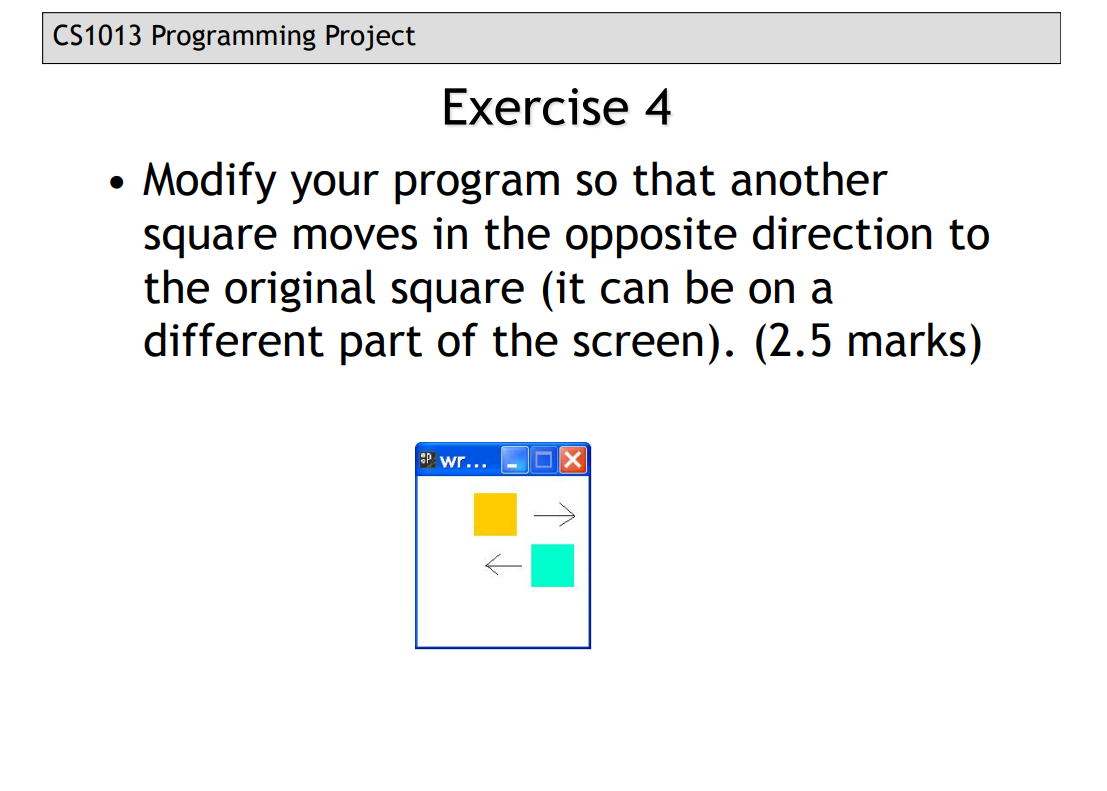 CS1013 Programming Project
Exercise 4
• Modify your program so that another
square moves in the opposite direction to
the original square (it can be on a
different part of the screen). (2.5 marks)
wr...